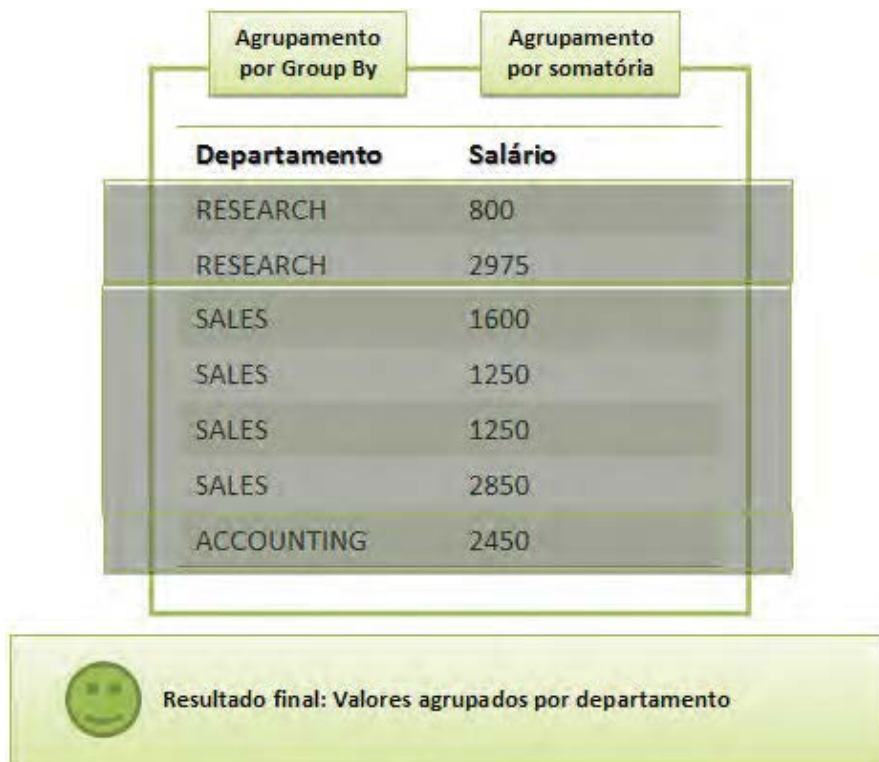 Agrupamento
por Group By
Agrupamento
por somatória
Departamento Salário
RESEARCH 800
RESEARCH 2975
SALES 1600
SALES 1250
SALES 1250
SALES 2850
ACCOUNTING 2450
Resultado final: Valores agrupados por departamento